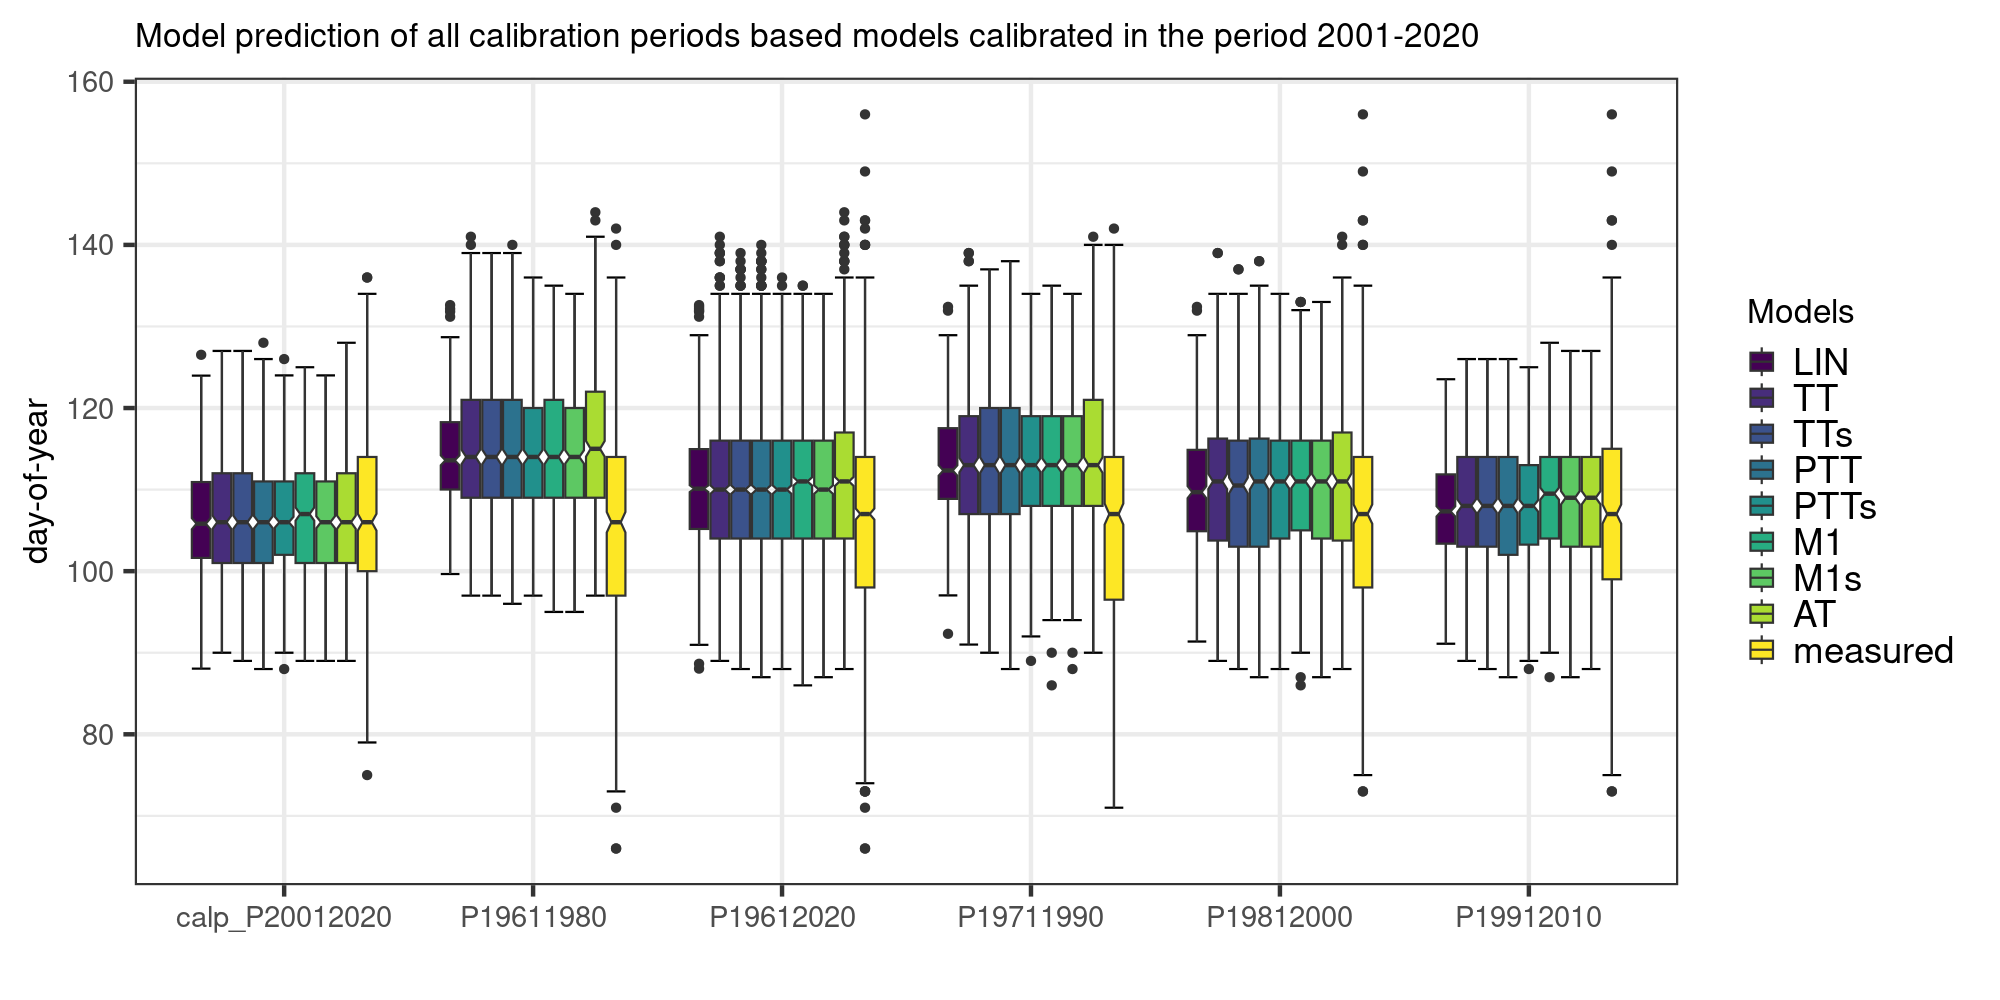 Model prediction of all calibration periods based models calibrated in the period 2001-2020
160
140
120
100
80
day-of-year
calp_P20012020 P19611980 P19612020 P19711990 P19812000 P19912010
Models
LIN
TT
TTs
PTT
PTTs
M1
M1s
AT
measured